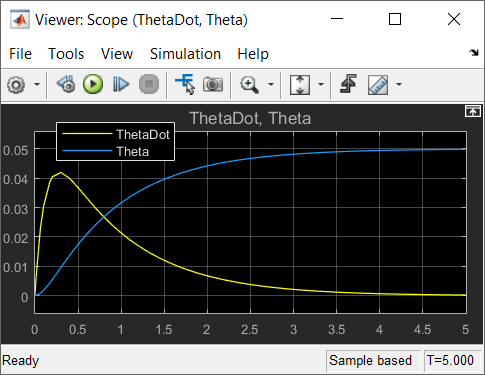 Viewer: Scope (ThetaDot, Theta)
File Tools View Simulation Help
ThetaDot, Theta
ThetaDot
Theta
0.05
0.04
0.03
0.02
0.01
0
0 0.5 1 1.5 2 2.5 3 3.5 4 4.5 5
Ready Sample based T=5.000